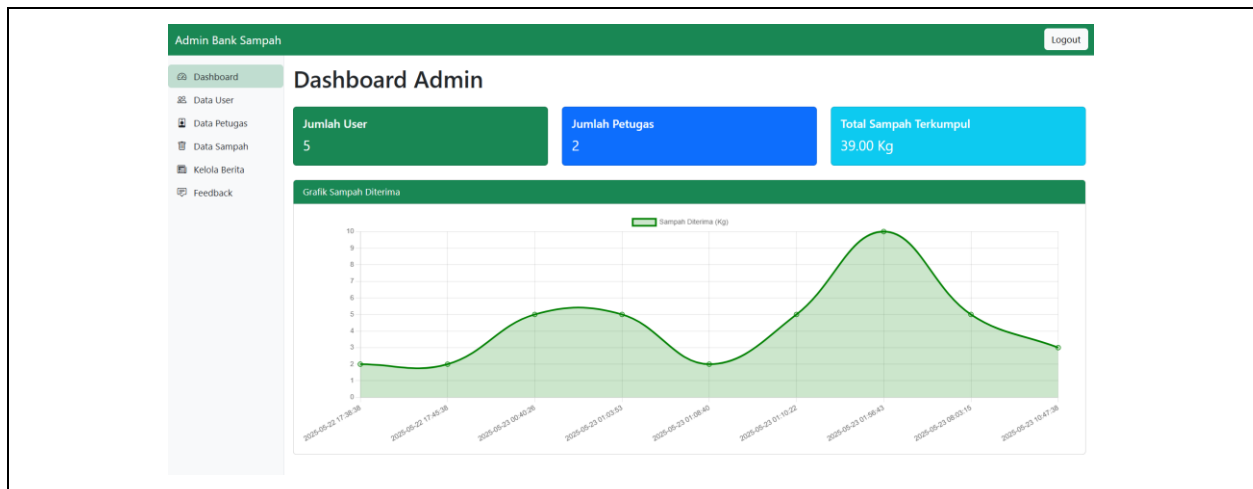 Admin Bank Sampah
Logout
Dashboard
Data User
Data Petugas
Data Sampah
Kelola Berita
Feedback
Dashboard Admin
Jumlah User
5
Jumlah Petugas
2
Total Sampah Terkumpul
39.00 Kg
Grafik Sampah Diterima
Sampah Diterima (Kg)
10
9
8
7
6
5
4
3
2
1
0
2025-05-22 17:38:38
2025-05-22 17:48:38
2025-05-23 00:40:26
2025-05-23 01:03:53
2025-05-23 01:08:40
2025-05-23 01:10:22
2025-05-23 01:56:43
2025-05-23 08:03:15
2025-05-23 10:47:38